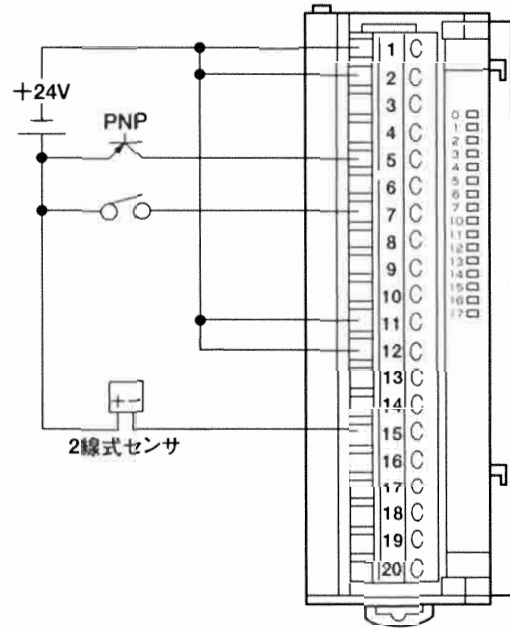 +24V
PNP
2線式センサ
1 C
2 C
3 C
4 C
5 C
6 C
7 C
8 C
9 C
10 C
11 C
12 C
13 C
14 C
15 C
16 C
17 C
18 C
19 C
20 C
0
1
2
3
4
5
6
7
10
11
12
13
14
15
16
17
+-